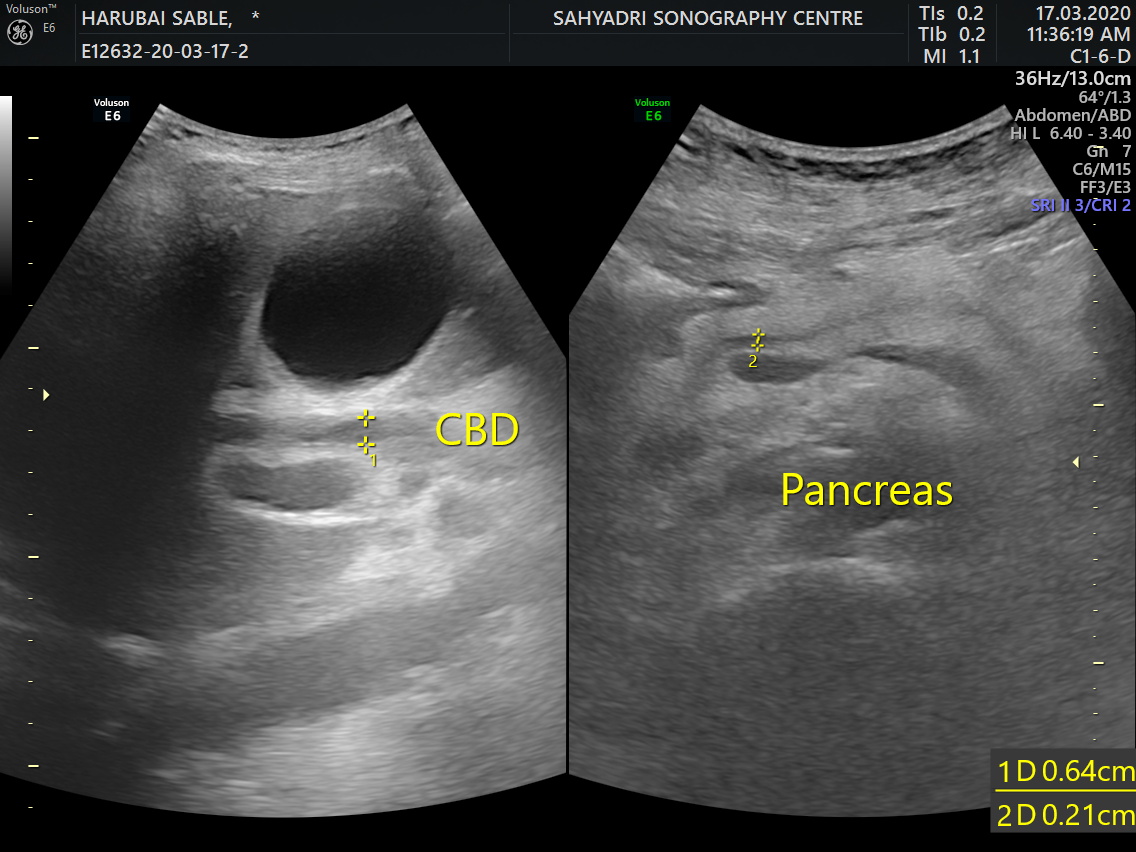 Voluson™
E6
HARUBAI SABLE, *
E12632-20-03-17-2
SAHYADRI SONOGRAPHY CENTRE
TIs 0.2
TIb 0.2
MI 1.1
17.03.2020
11:36:19 AM
C1-6-D
36Hz/13.0cm
64°/1.3
Abdomen/ABD
HI L 6.40 - 3.40
Gn 7
C6/M15
FF3/E3
SRI II 3/CRI 2
Voluson
E6
Voluson
E6
CBD
1
2
Pancreas
1 D 0.64cm
2 D 0.21cm